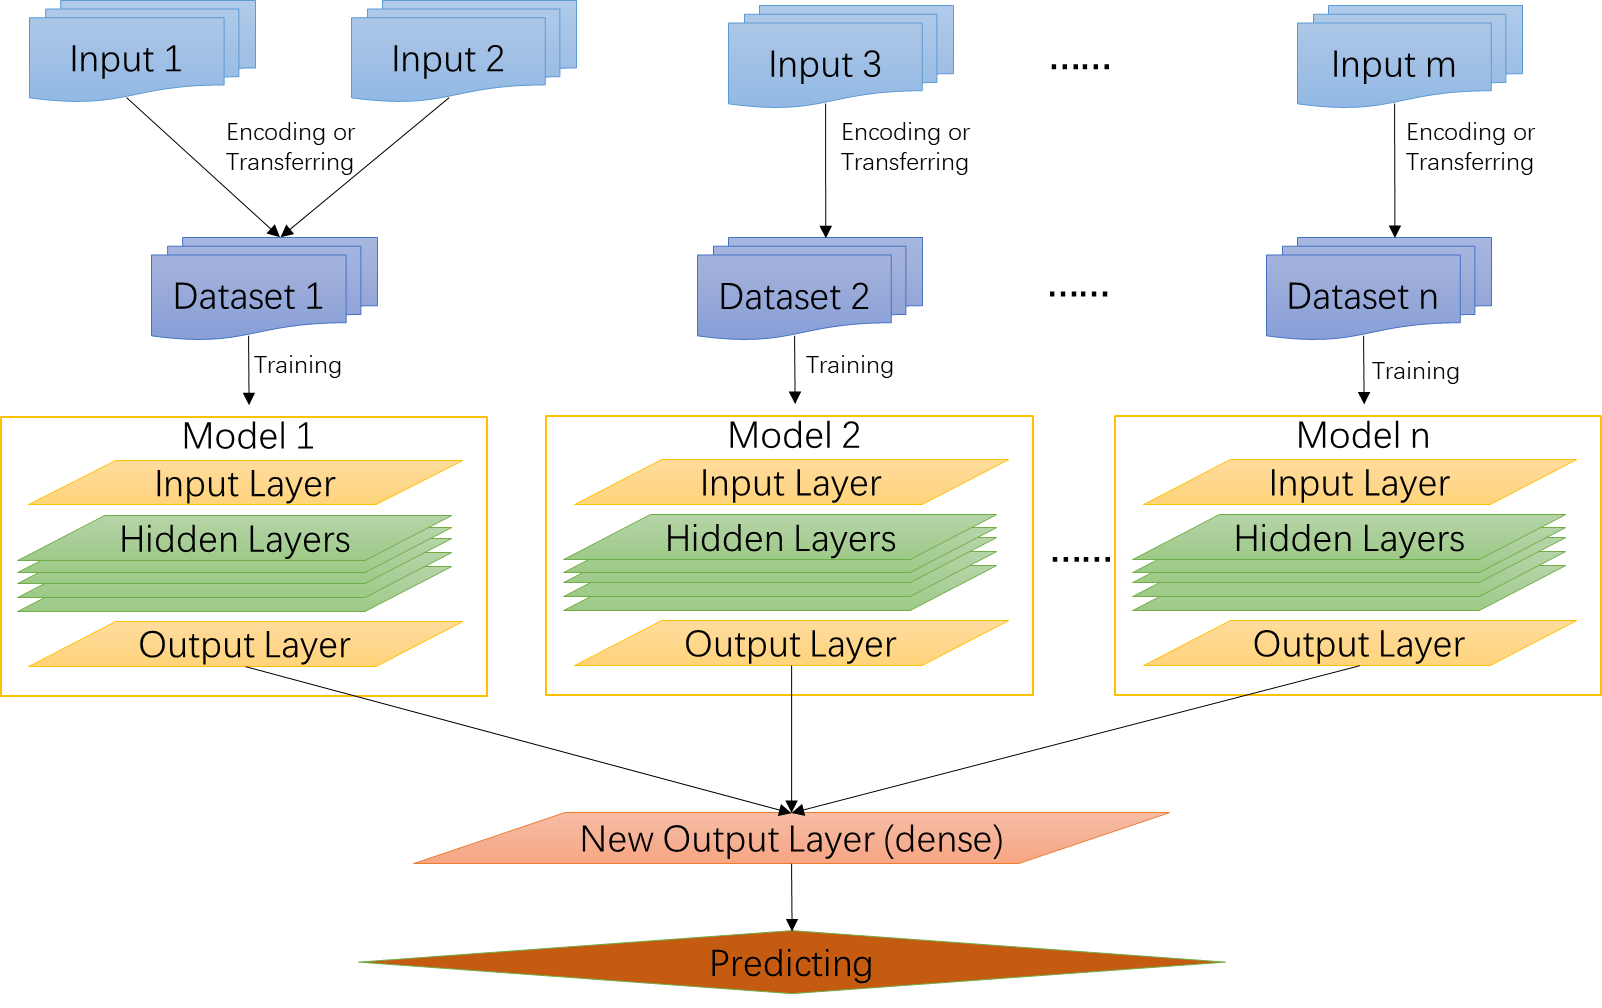 Input 1
Input 2
Input 3
......
Input m
Encoding or
Transferring
Encoding or
Transferring
Encoding or
Transferring
Dataset 1
Dataset 2
......
Dataset n
Training
Training
Training
Model 1
Input Layer
Hidden Layers
Output Layer
Model 2
Input Layer
Hidden Layers
Output Layer
......
Model n
Input Layer
Hidden Layers
Output Layer
New Output Layer (dense)
Predicting